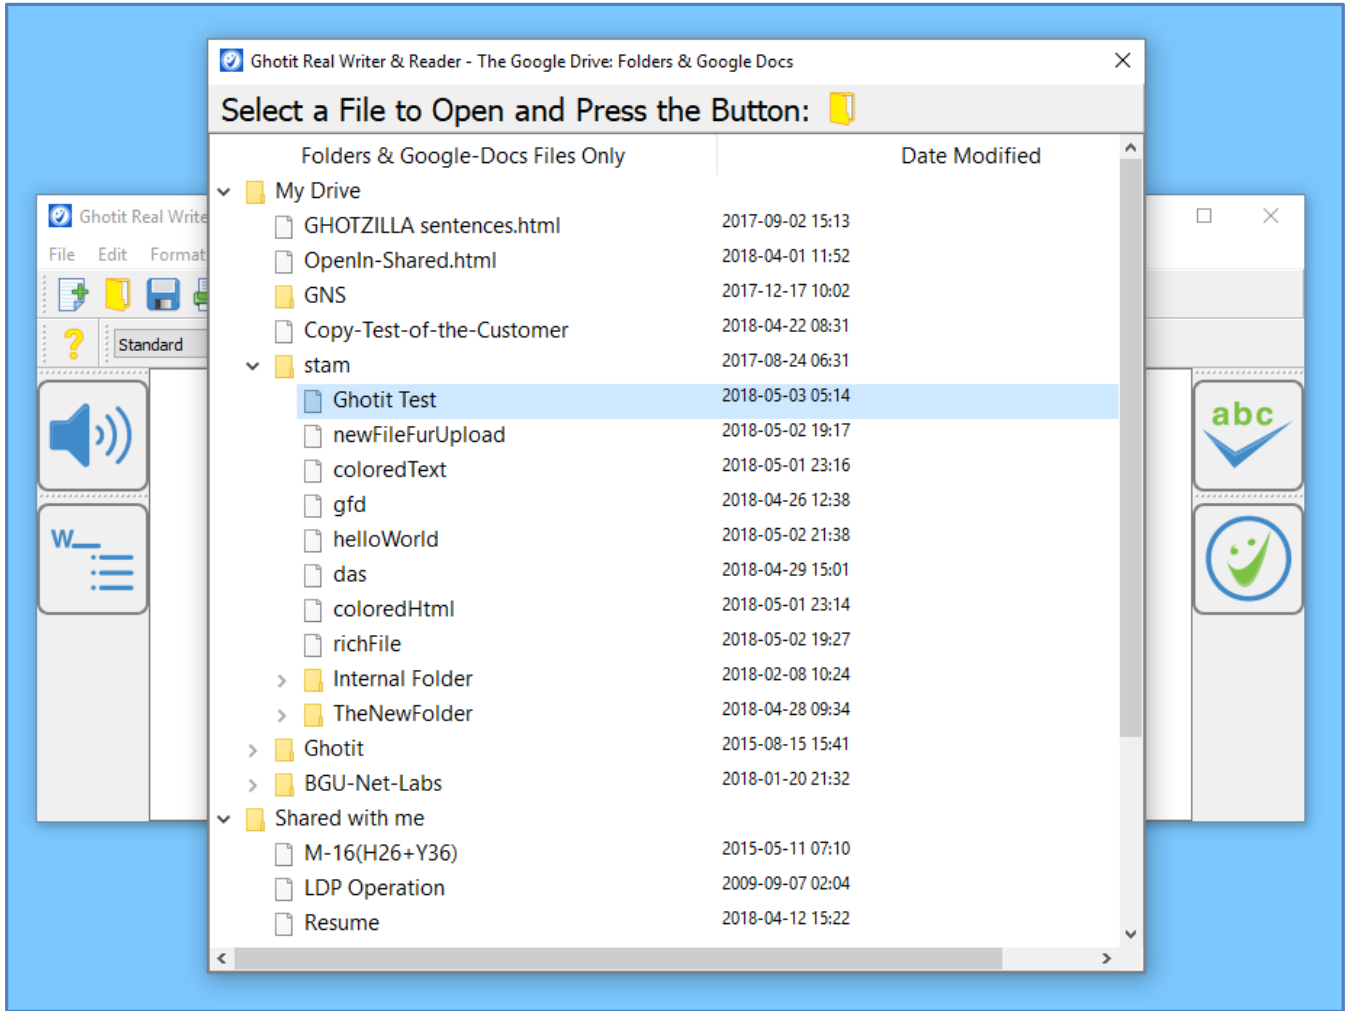 Ghotit Real Writer & Reader - The Google Drive: Folders & Google Docs
Select a File to Open and Press the Button:
Folders & Google-Docs Files Only Date Modified
My Drive
GHOTZILLA sentences.html 2017-09-02 15:13
OpenIn-Shared.html 2018-04-01 11:52
GNS 2017-12-17 10:02
Copy-Test-of-the-Customer 2018-04-22 08:31
stam 2017-08-24 06:31
Ghotit Test 2018-05-03 05:14
newFileFurUpload 2018-05-02 19:17
coloredText 2018-05-01 23:16
gfd 2018-04-26 12:38
helloWorld 2018-05-02 21:38
das 2018-04-29 15:01
coloredHtml 2018-05-01 23:14
richFile 2018-05-02 19:27
Internal Folder 2018-02-08 10:24
TheNewFolder 2018-04-28 09:34
Ghotit 2015-08-15 15:41
BGU-Net-Labs 2018-01-20 21:32
Shared with me
M-16(H26+Y36) 2015-05-11 07:10
LDP Operation 2009-09-07 02:04
Resume 2018-04-12 15:22
Ghotit Real Write
File Edit Format
Standard
W
abc